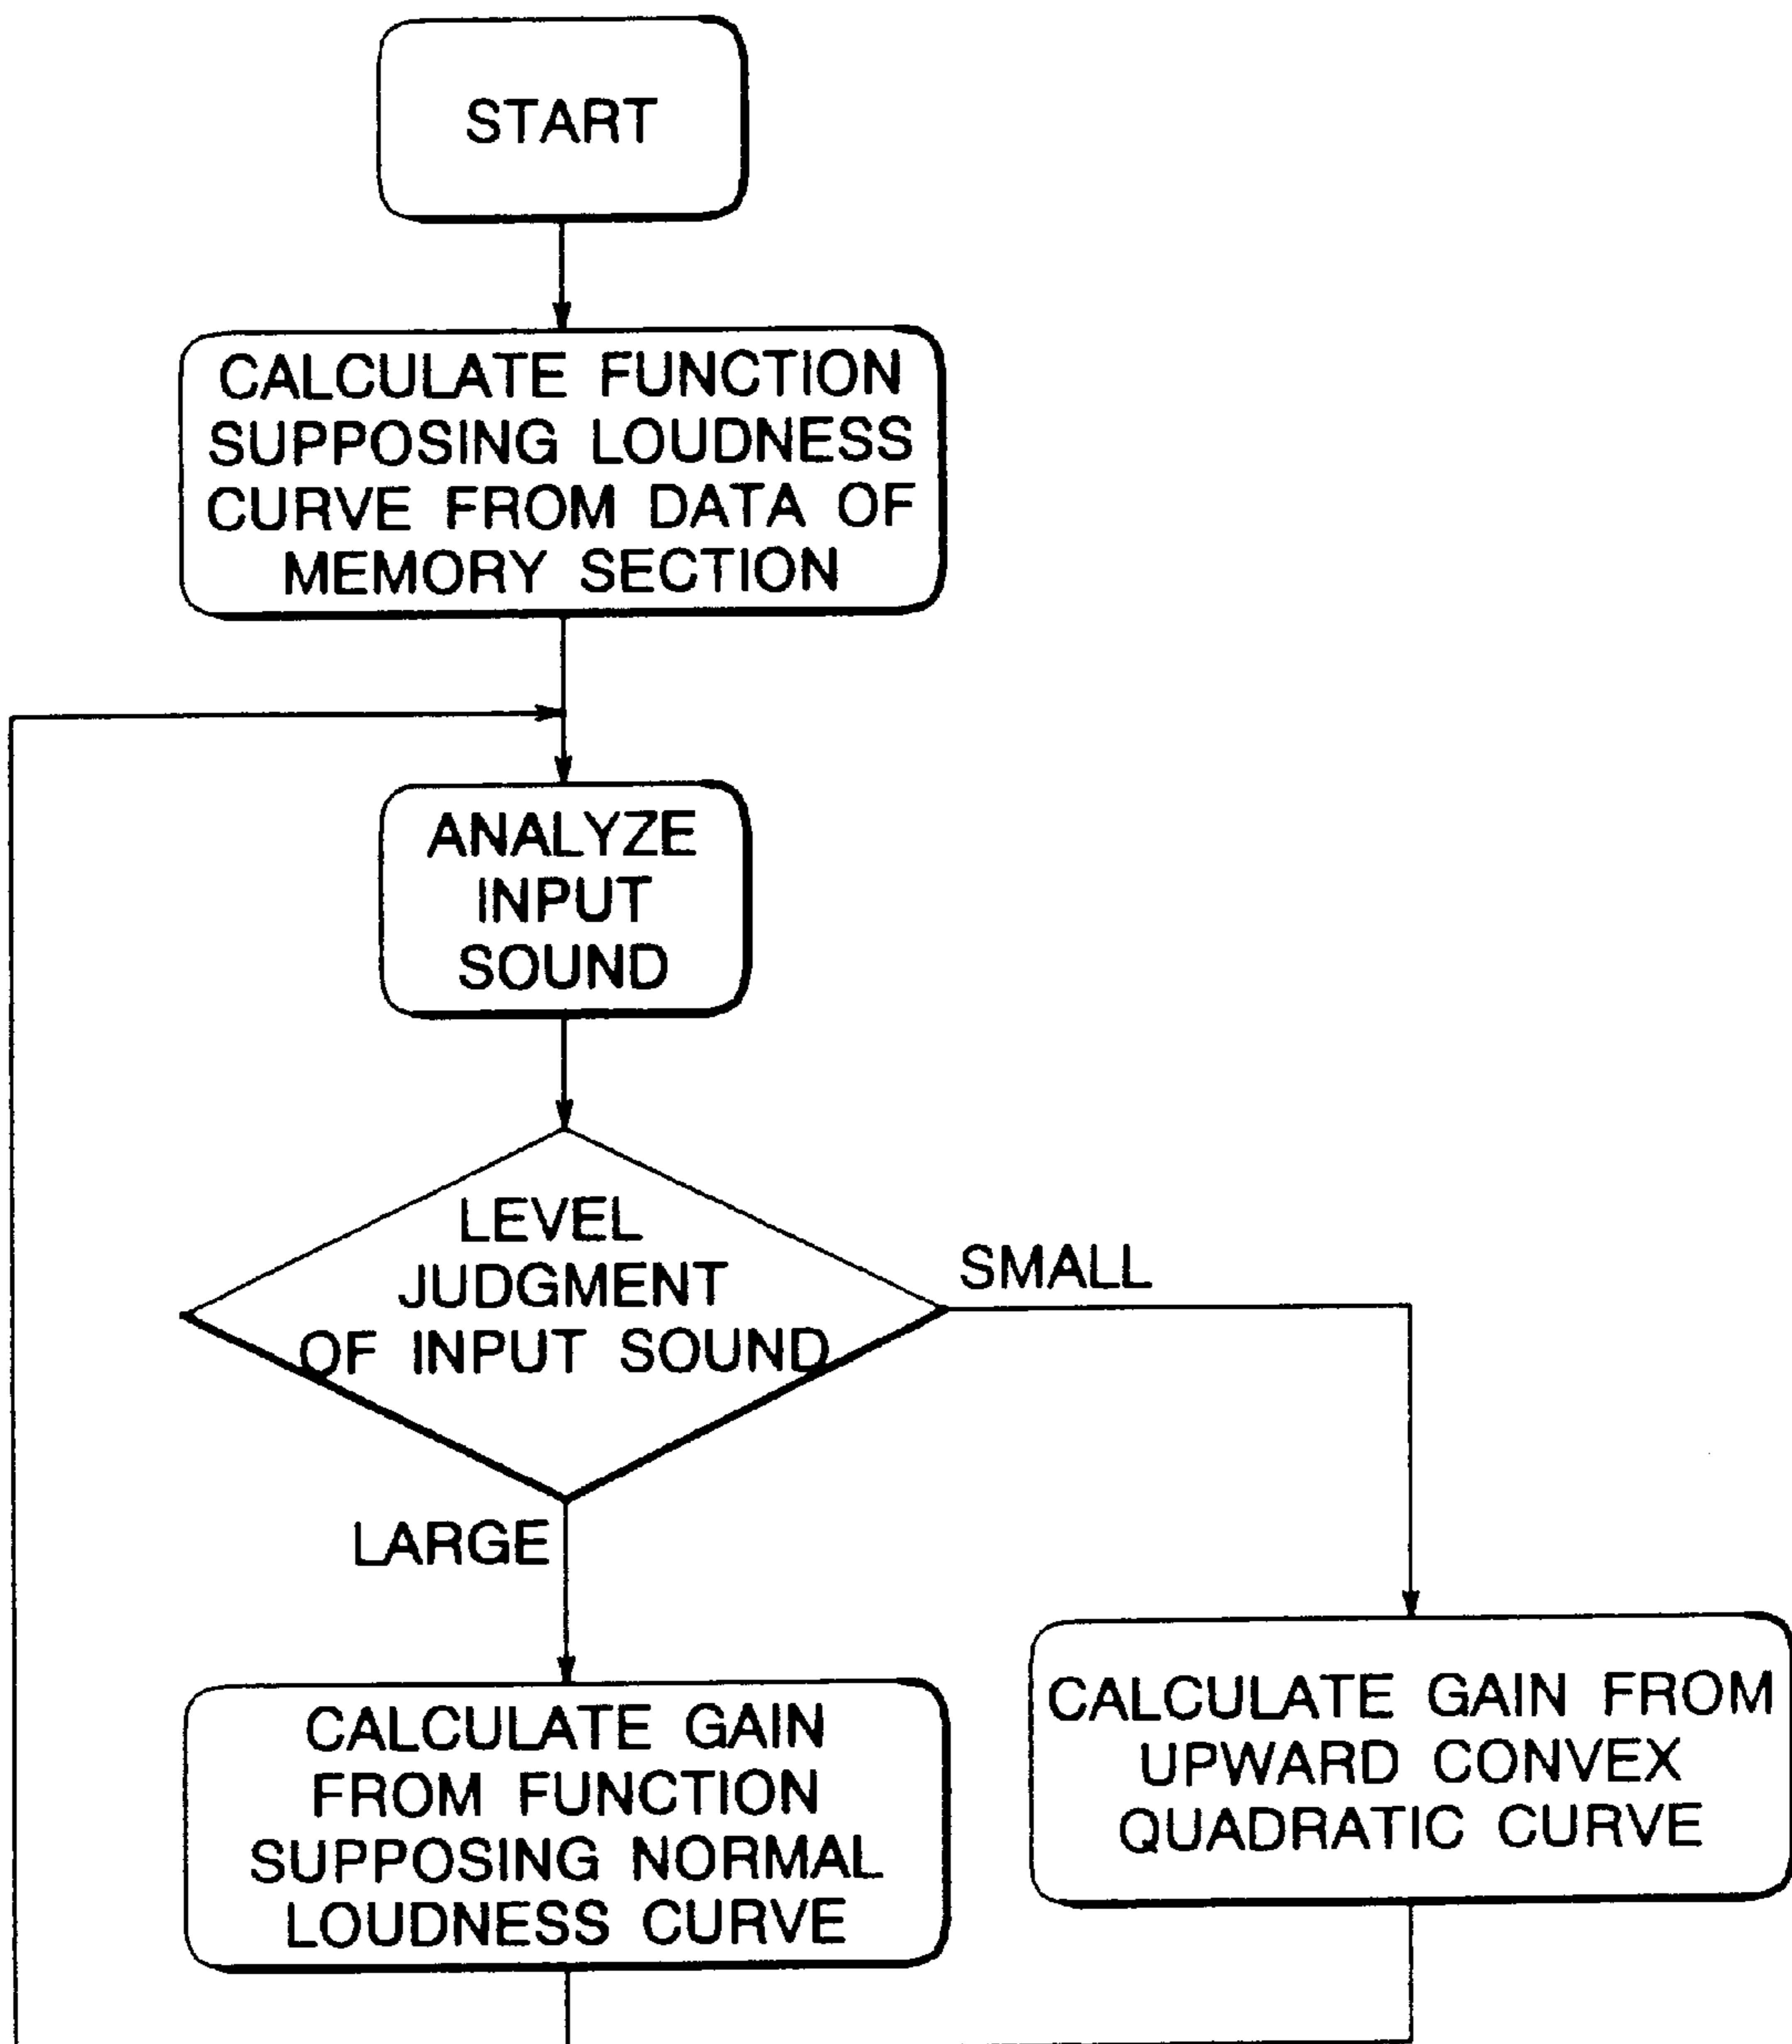 START
CALCULATE FUNCTION
SUPPOSING LOUDNESS
CURVE FROM DATA OF
MEMORY SECTION
ANALYZE
INPUT
SOUND
LEVEL
JUDGMENT
OF INPUT SOUND
SMALL
LARGE
CALCULATE GAIN
FROM FUNCTION
SUPPOSING NORMAL
LOUDNESS CURVE
CALCULATE GAIN FROM
UPWARD CONVEX
QUADRATIC CURVE